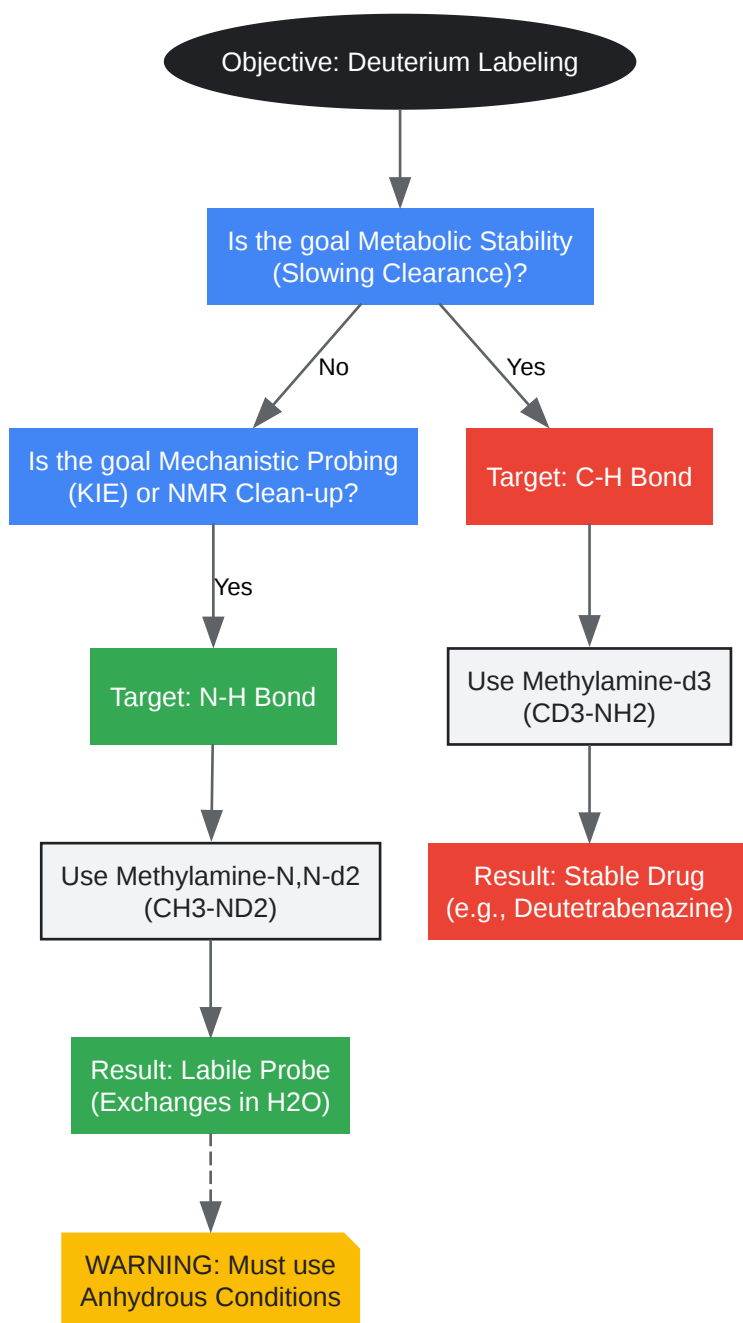 Objective: Deuterium Labeling
Is the goal Metabolic Stability
(Slowing Clearance)?
No
Yes
Is the goal Mechanistic Probing
(KIE) or NMR Clean-up?
Target: C-H Bond
Yes
Target: N-H Bond
Use Methylamine-d3
(CD3-NH2)
Use Methylamine-N,N-d2
(CH3-ND2)
Result: Stable Drug
(e.g., Deutetrabenazine)
Result: Labile Probe
(Exchanges in H2O)
WARNING: Must use
Anhydrous Conditions